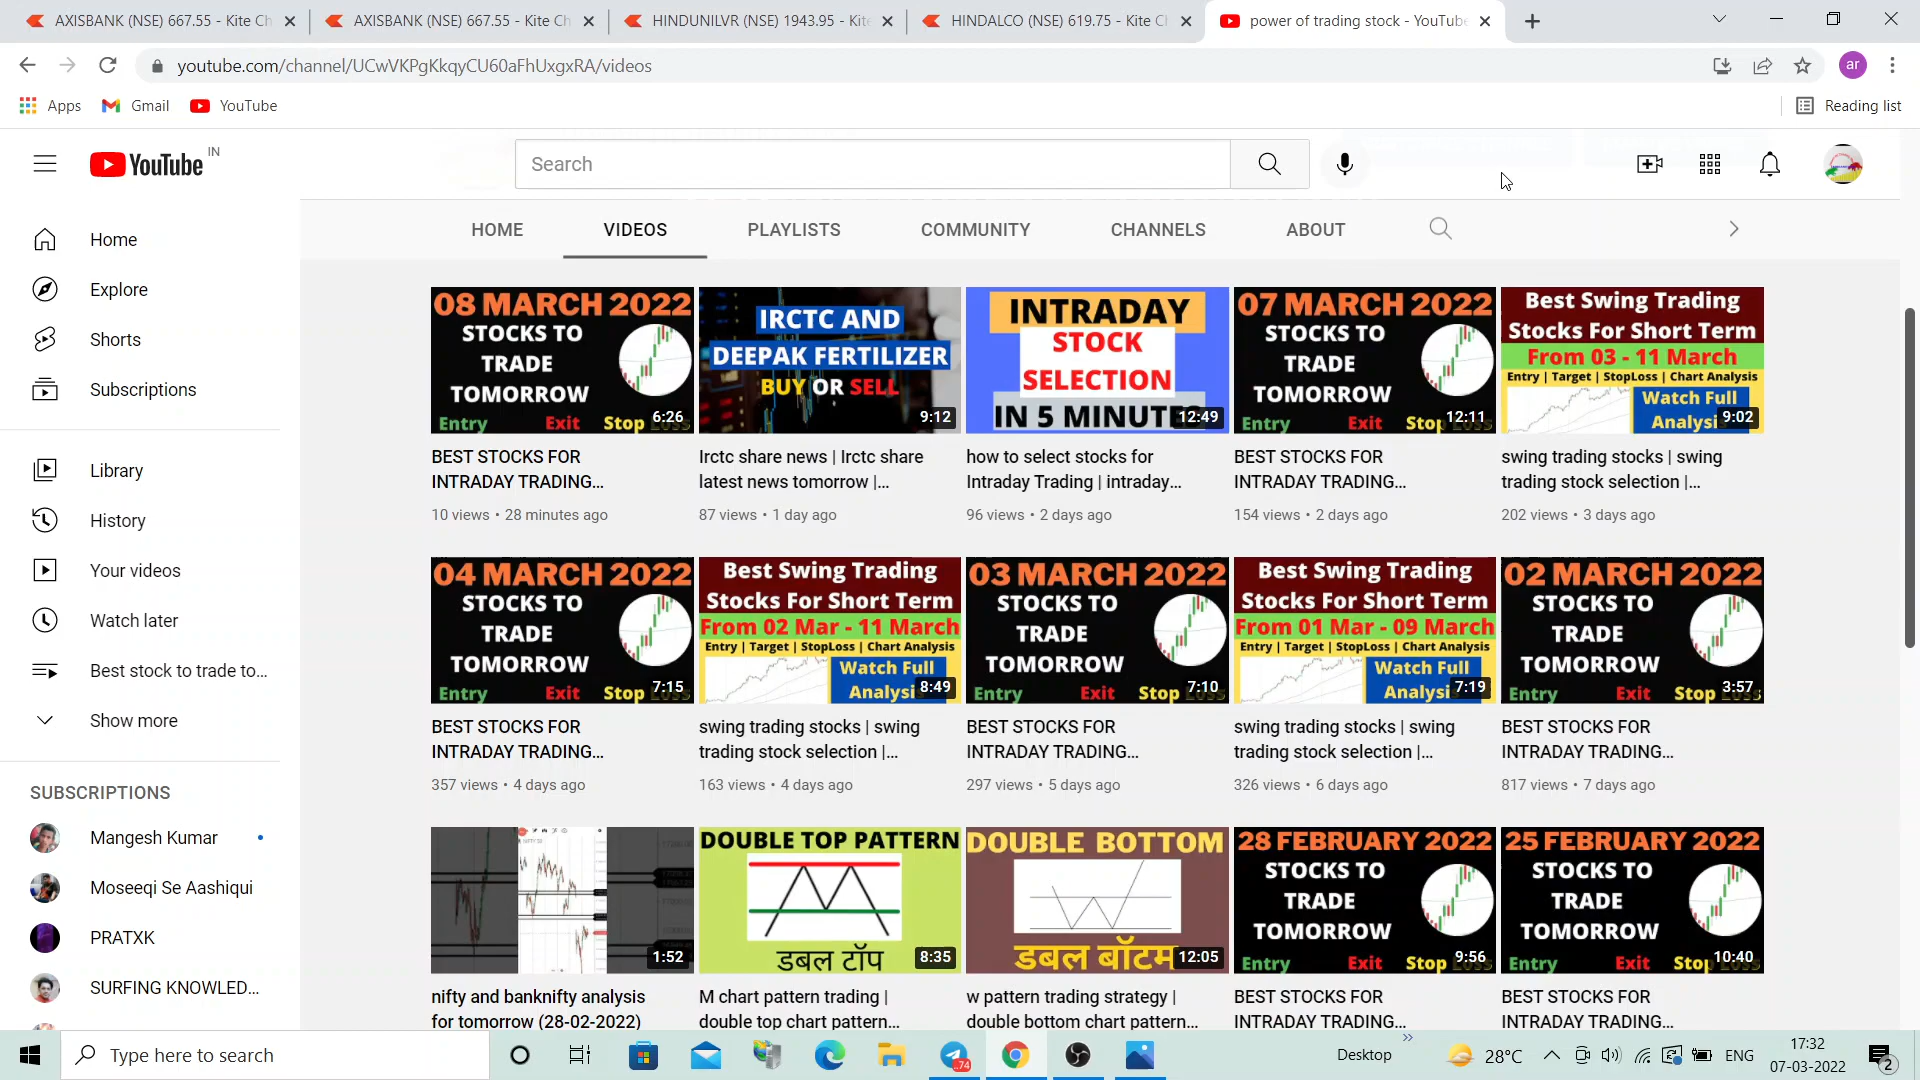 AXISBANK (NSE) 667.55 - Kite Ch
AXISBANK (NSE) 667.55 - Kite Ch
HINDUNILVR (NSE) 1943.95 - Kite
HINDALCO (NSE) 619.75 - Kite Ch
power of trading stock - YouTube
youtube.com/channel/UCwVKPgKkqyCU60aFhUxgxRA/videos
ar
Apps
Gmail
YouTube
Reading list
YouTube IN
Search
HOME
VIDEOS
PLAYLISTS
COMMUNITY
CHANNELS
ABOUT
Home
Explore
Shorts
Subscriptions
Library
History
Your videos
Watch later
Best stock to trade to...
Show more
SUBSCRIPTIONS
Mangesh Kumar
Moseeqi Se Aashiqui
PRATXK
SURFING KNOWLED...
08 MARCH 2022
STOCKS TO
TRADE
TOMORROW
Entry Exit Stop Loss
6:26
BEST STOCKS FOR
INTRADAY TRADING...
10 views • 28 minutes ago
IRCTC AND
DEEPAK FERTILIZER
BUY OR SELL
9:12
Irctc share news | Irctc share
latest news tomorrow |...
87 views • 1 day ago
INTRADAY
STOCK
SELECTION
IN 5 MINUTE
12:49
how to select stocks for
Intraday Trading | intraday...
96 views • 2 days ago
07 MARCH 2022
STOCKS TO
TRADE
TOMORROW
Entry Exit Stop Loss
12:11
BEST STOCKS FOR
INTRADAY TRADING...
154 views • 2 days ago
Best Swing Trading
Stocks For Short Term
From 03 - 11 March
Entry | Target | StopLoss | Chart Analysis
Watch Full
Analysis
9:02
swing trading stocks | swing
trading stock selection |...
202 views • 3 days ago
04 MARCH 2022
STOCKS TO
TRADE
TOMORROW
Entry Exit Stop Loss
7:15
BEST STOCKS FOR
INTRADAY TRADING...
357 views • 4 days ago
Best Swing Trading
Stocks For Short Term
From 02 Mar - 11 March
Entry | Target | StopLoss | Chart Analysis
Watch Full
Analysis
8:49
swing trading stocks | swing
trading stock selection |...
163 views • 4 days ago
03 MARCH 2022
STOCKS TO
TRADE
TOMORROW
Entry Exit Stop Loss
7:10
BEST STOCKS FOR
INTRADAY TRADING...
297 views • 5 days ago
Best Swing Trading
Stocks For Short Term
From 01 Mar - 09 March
Entry | Target | StopLoss | Chart Analysis
Watch Full
Analysis
7:19
swing trading stocks | swing
trading stock selection |...
326 views • 6 days ago
02 MARCH 2022
STOCKS TO
TRADE
TOMORROW
Entry Exit Stop Loss
3:57
BEST STOCKS FOR
INTRADAY TRADING...
817 views • 7 days ago
1:52
nifty and banknifty analysis
for tomorrow (28-02-2022)
DOUBLE TOP PATTERN
डबल टॉप
8:35
M chart pattern trading |
double top chart pattern...
DOUBLE BOTTOM
डबल बॉटम
12:05
w pattern trading strategy |
double bottom chart pattern...
28 FEBRUARY 2022
STOCKS TO
TRADE
TOMORROW
Entry Exit Stop Loss
9:56
BEST STOCKS FOR
INTRADAY TRADING...
25 FEBRUARY 2022
STOCKS TO
TRADE
TOMORROW
Entry Exit Stop Loss
10:40
BEST STOCKS FOR
INTRADAY TRADING...
Type here to search
..74
Desktop
28°C
ENG
17:32
07-03-2022
2